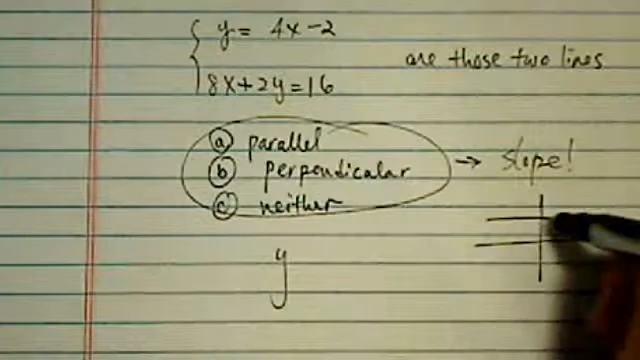 y = 4x-2
8x+2y=16
are those two lines
(a) parallel
(b) perpendicular
(c) neither
→ slope!
y